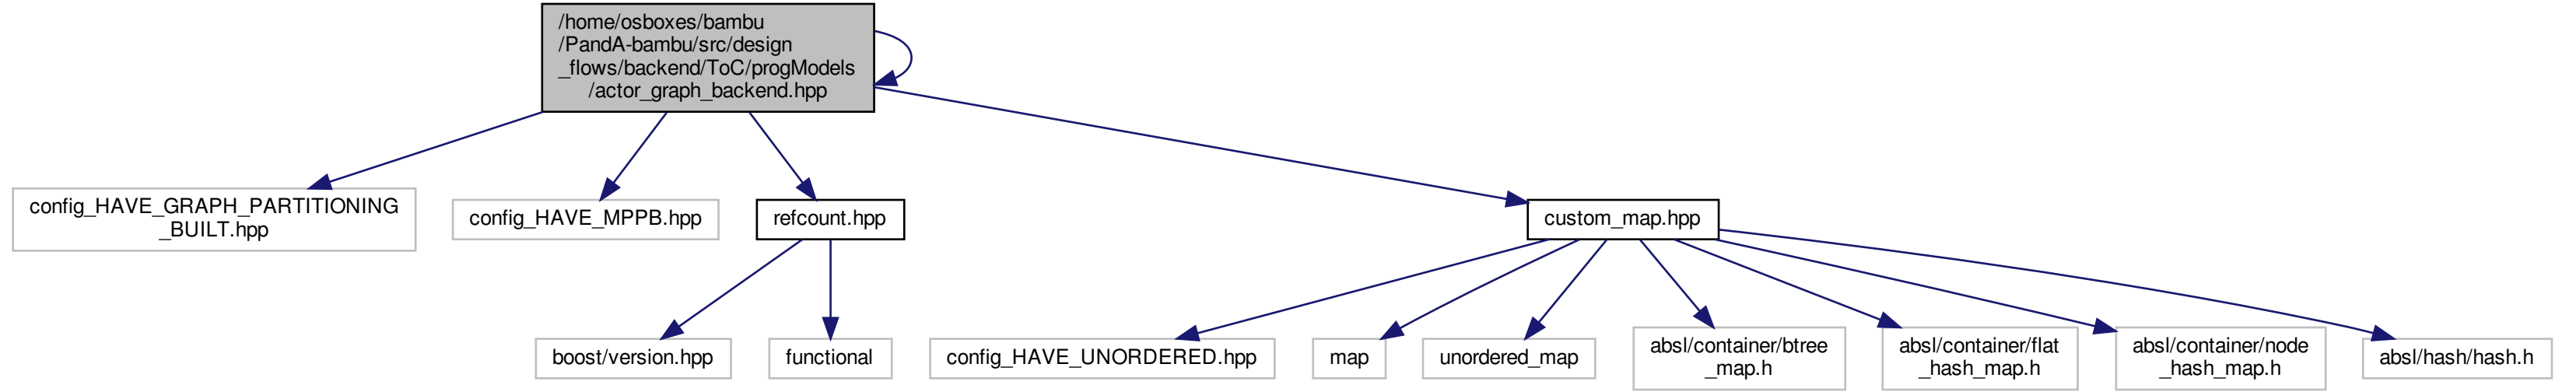 /home/osboxes/bambu
/PandA-bambu/src/design
_flows/backend/ToC/progModels
/actor_graph_backend.hpp
config_HAVE_GRAPH_PARTITIONING
_BUILT.hpp
config_HAVE_MPPB.hpp
refcount.hpp
custom_map.hpp
boost/version.hpp
functional
config_HAVE_UNORDERED.hpp
map
unordered_map
absl/container/btree
_map.h
absl/container/flat
_hash_map.h
absl/container/node
_hash_map.h
absl/hash/hash.h